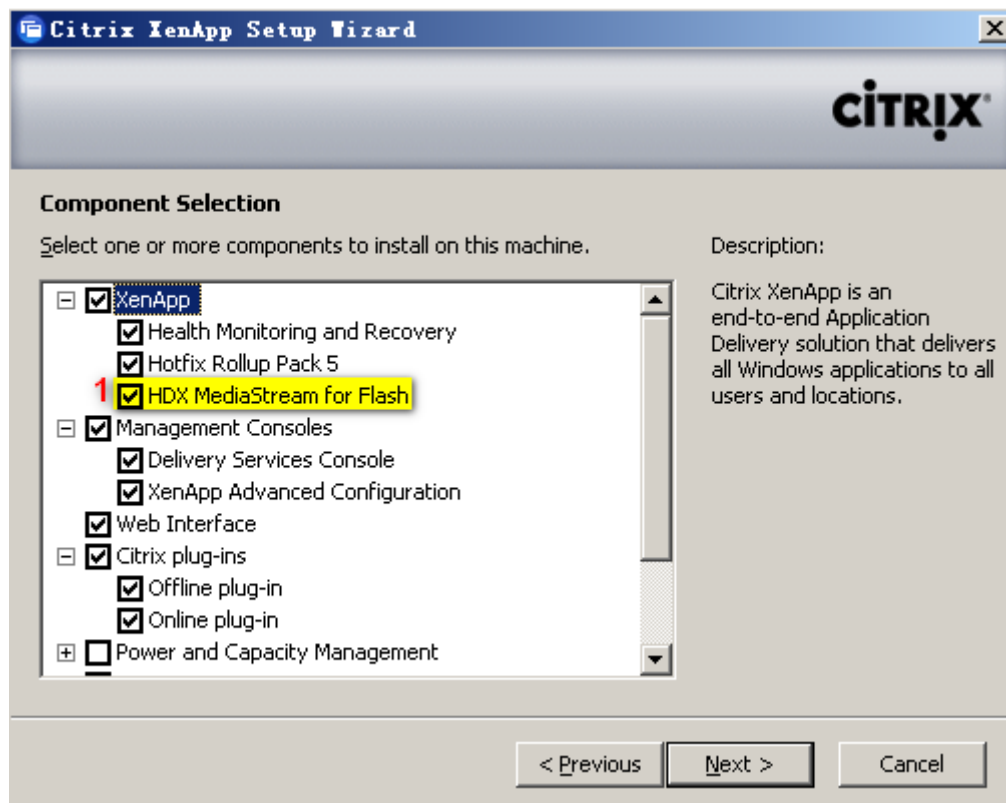 Citrix XenApp Setup Wizard
CİTRIX
Component Selection
Select one or more components to install on this machine.
Description:
XenApp
Health Monitoring and Recovery
Hotfix Rollup Pack 5
1 HDX MediaStream for Flash
Management Consoles
Delivery Services Console
XenApp Advanced Configuration
Web Interface
Citrix plug-ins
Offline plug-in
Online plug-in
Power and Capacity Management
Citrix XenApp is an
end-to-end Application
Delivery solution that delivers
all Windows applications to all
users and locations.
< Previous
Next >
Cancel